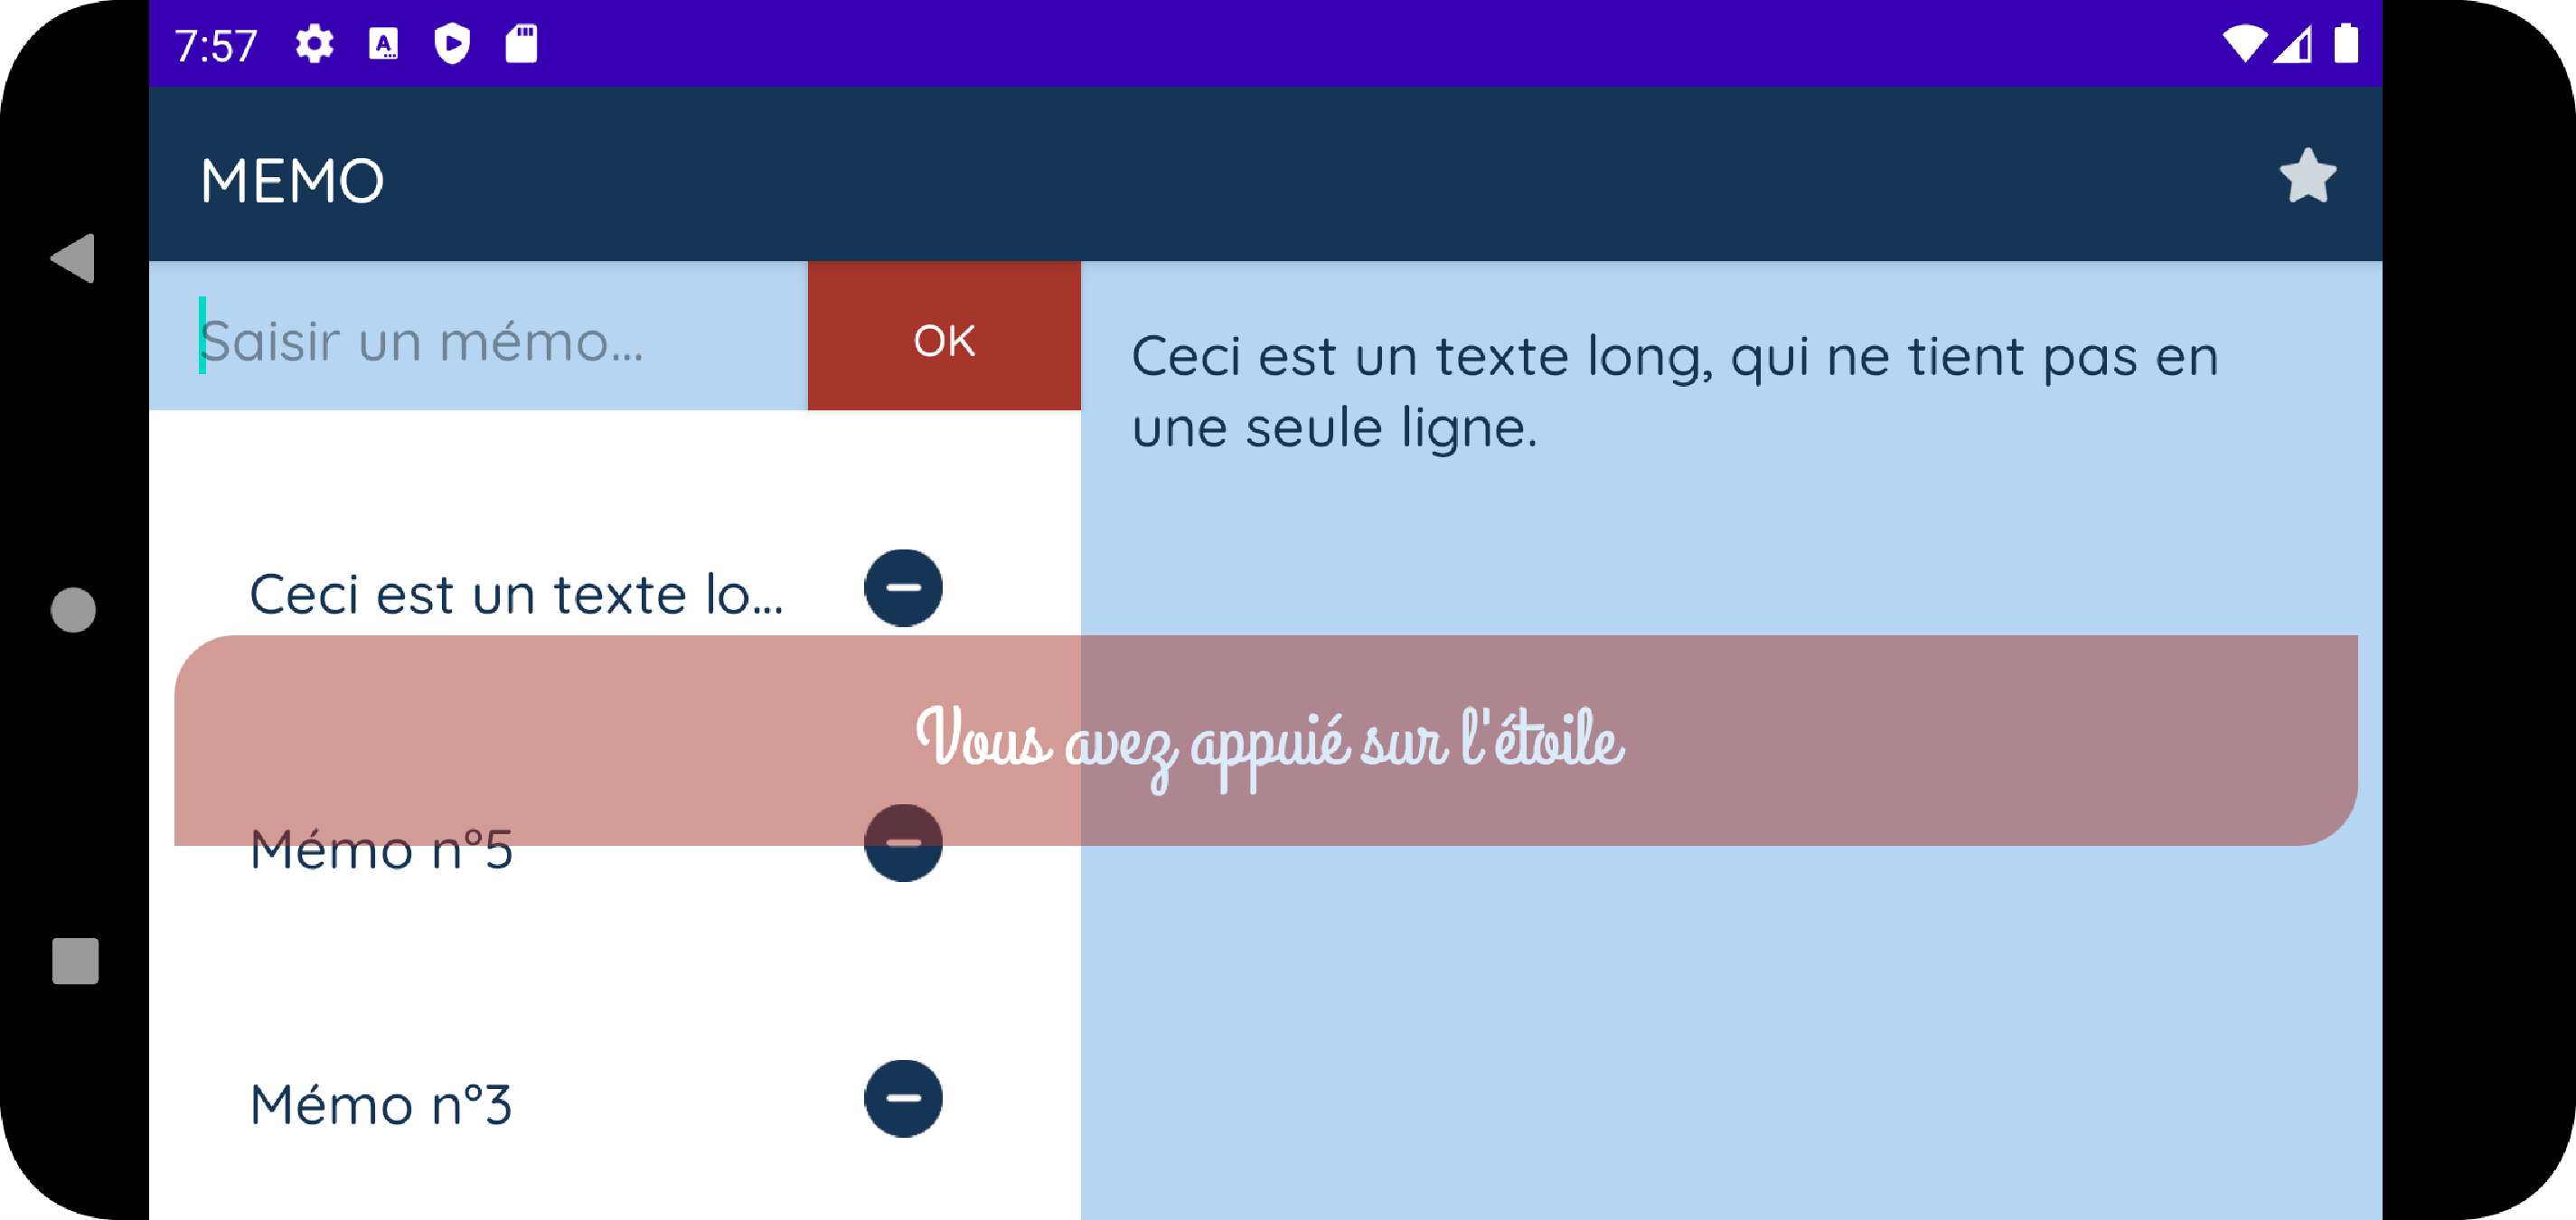 7:57
MEMO
Saisir un mémo...
OK
Ceci est un texte long, qui ne tient pas en
une seule ligne.
Ceci est un texte lo...
Vous avez appuié sur l'étoile
Mémo n°5
Mémo n°3